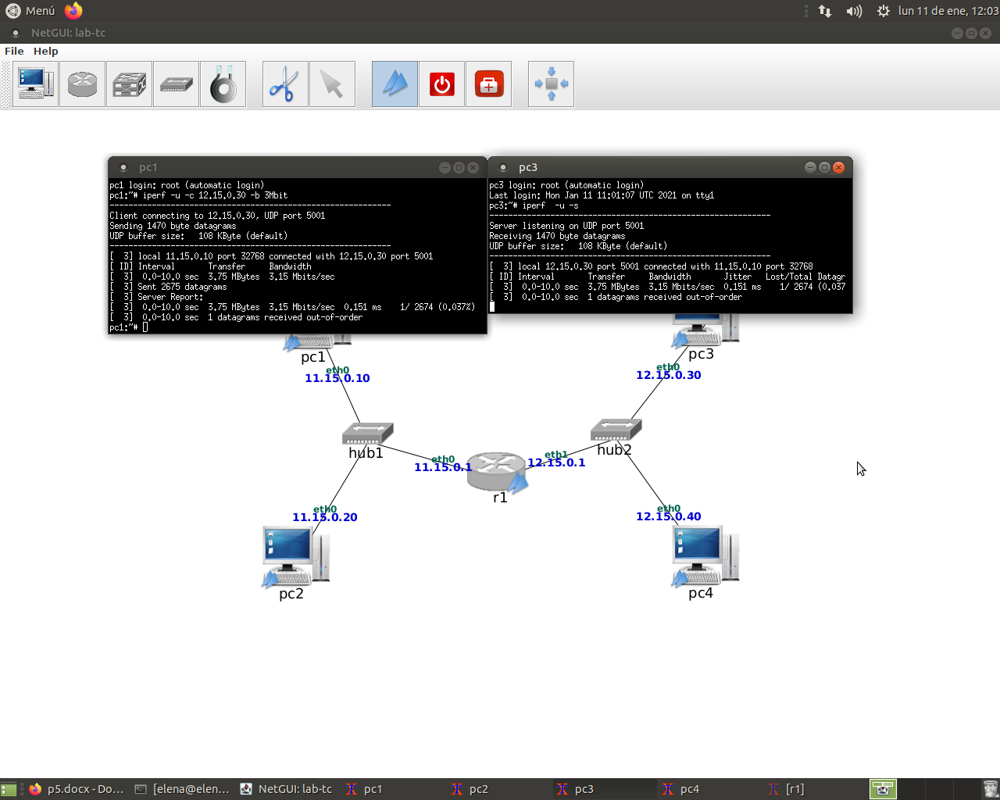 Menú
lun 11 de ene, 12:03
NetGUI: lab-tc
File Help
pc1
pc1 login: root (automatic login)
pc1:~# iperf -u -c 12.15.0.30 -b 3Mbit
------------------------------------------------------------
Client connecting to 12.15.0.30, UDP port 5001
Sending 1470 byte datagrams
UDP buffer size:   108 KByte (default)
------------------------------------------------------------
[  3] local 11.15.0.10 port 32768 connected with 12.15.0.30 port 5001
[ ID] Interval       Transfer     Bandwidth
[  3]  0.0-10.0 sec  3.75 MBytes  3.15 Mbits/sec
[  3] Sent 2675 datagrams
[  3] Server Report:
[  3]  0.0-10.0 sec  3.75 MBytes  3.15 Mbits/sec  0.151 ms    1/ 2674 (0.037%)
[  3]  0.0-10.0 sec  1 datagrams received out-of-order
pc1:~#
pc3
pc3 login: root (automatic login)
Last login: Mon Jan 11 11:01:07 UTC 2021 on tty1
pc3:~# iperf  -u -s
------------------------------------------------------------
Server listening on UDP port 5001
Receiving 1470 byte datagrams
UDP buffer size:   108 KByte (default)
------------------------------------------------------------
[  3] local 12.15.0.30 port 5001 connected with 11.15.0.10 port 32768
[ ID] Interval       Transfer     Bandwidth       Jitter   Lost/Total Datagr
[  3]  0.0-10.0 sec  3.75 MBytes  3.15 Mbits/sec  0.151 ms    1/ 2674 (0.037
[  3]  0.0-10.0 sec  1 datagrams received out-of-order
pc1
eth0
11.15.0.10
pc3
eth0
12.15.0.30
hub1
hub2
eth0
11.15.0.1
eth1
12.15.0.1
r1
eth0
11.15.0.20
pc2
eth0
12.15.0.40
pc4
p5.docx - Do...
[elena@elen...
NetGUI: lab-tc
pc1
pc2
pc3
pc4
[r1]